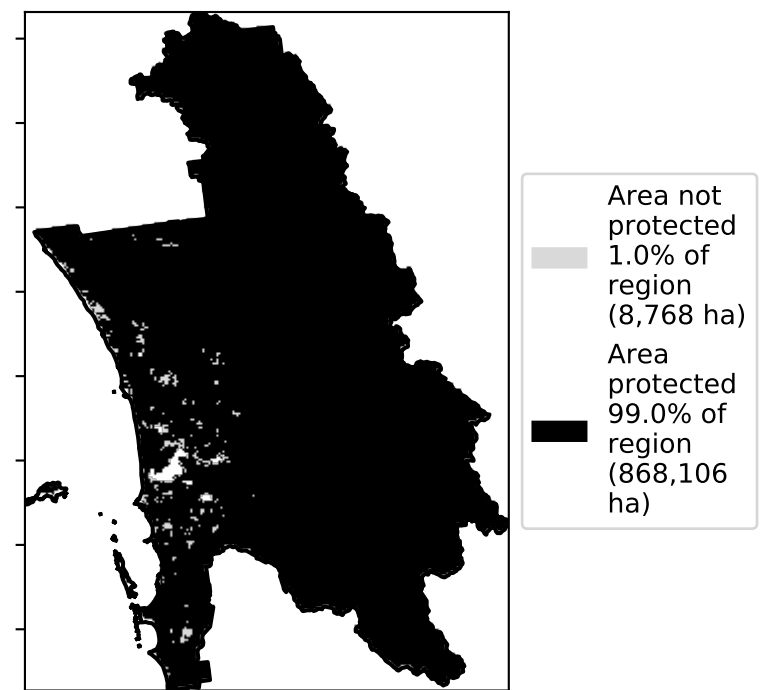 Area not
protected
1.0% of
region
(8,768 ha)
Area
protected
99.0% of
region
(868,106
ha)